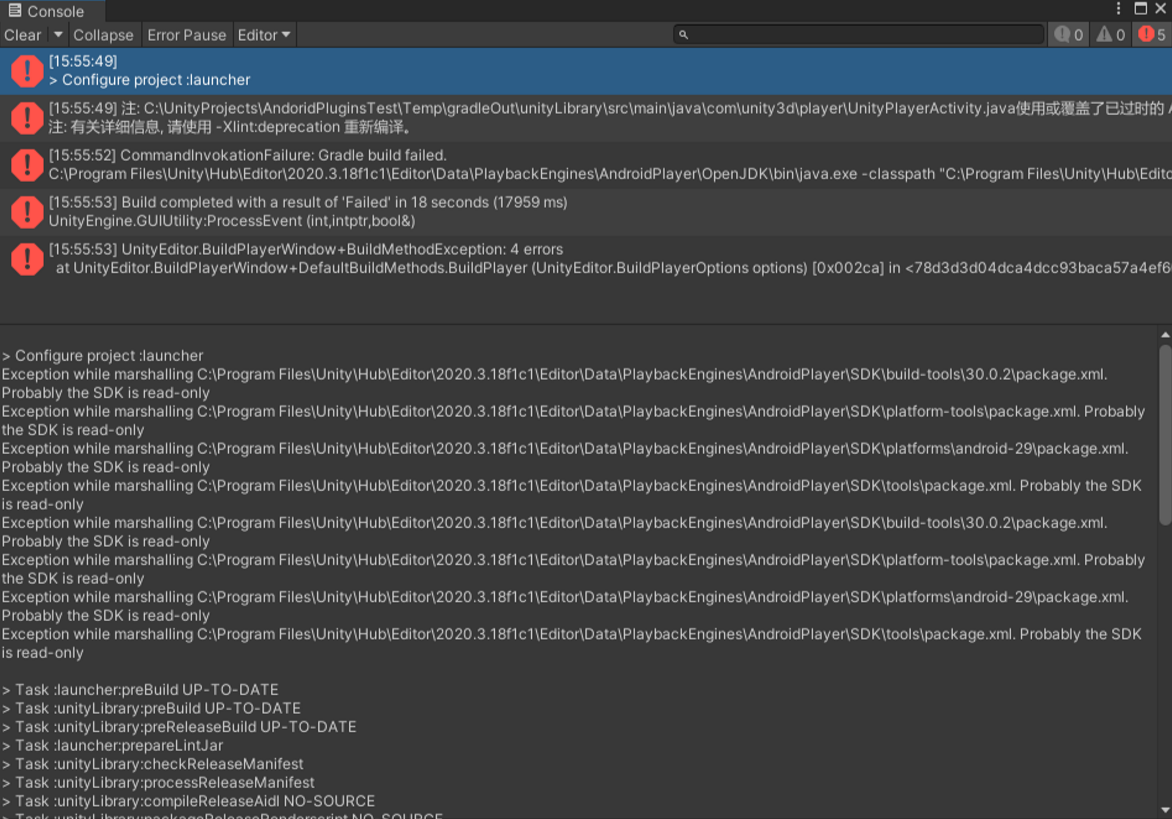 Console
Clear Collapse Error Pause Editor 0 0 5
[15:55:49]
> Configure project :launcher
[15:55:49] 注: C:\UnityProjects\AndoridPluginsTest\Temp\gradleOut\unityLibrary\src\main\java\com\unity3d\player\UnityPlayerActivity.java使用或覆盖了已过时的 A
注: 有关详细信息, 请使用 -Xlint:deprecation 重新编译。
[15:55:52] CommandInvokationFailure: Gradle build failed.
C:\Program Files\Unity\Hub\Editor\2020.3.18f1c1\Editor\Data\PlaybackEngines\AndroidPlayer\OpenJDK\bin\java.exe -classpath "C:\Program Files\Unity\Hub\Edito
[15:55:53] Build completed with a result of 'Failed' in 18 seconds (17959 ms)
UnityEngine.GUIUtility:ProcessEvent (int,intptr,bool&)
[15:55:53] UnityEditor.BuildPlayerWindow+BuildMethodException: 4 errors
at UnityEditor.BuildPlayerWindow+DefaultBuildMethods.BuildPlayer (UnityEditor.BuildPlayerOptions options) [0x002ca] in <78d3d3d04dca4dcc93baca57a4ef6
> Configure project :launcher
Exception while marshalling C:\Program Files\Unity\Hub\Editor\2020.3.18f1c1\Editor\Data\PlaybackEngines\AndroidPlayer\SDK\build-tools\30.0.2\package.xml.
Probably the SDK is read-only
Exception while marshalling C:\Program Files\Unity\Hub\Editor\2020.3.18f1c1\Editor\Data\PlaybackEngines\AndroidPlayer\SDK\platform-tools\package.xml. Probably
the SDK is read-only
Exception while marshalling C:\Program Files\Unity\Hub\Editor\2020.3.18f1c1\Editor\Data\PlaybackEngines\AndroidPlayer\SDK\platforms\android-29\package.xml.
Probably the SDK is read-only
Exception while marshalling C:\Program Files\Unity\Hub\Editor\2020.3.18f1c1\Editor\Data\PlaybackEngines\AndroidPlayer\SDK\tools\package.xml. Probably the SDK
is read-only
Exception while marshalling C:\Program Files\Unity\Hub\Editor\2020.3.18f1c1\Editor\Data\PlaybackEngines\AndroidPlayer\SDK\build-tools\30.0.2\package.xml.
Probably the SDK is read-only
Exception while marshalling C:\Program Files\Unity\Hub\Editor\2020.3.18f1c1\Editor\Data\PlaybackEngines\AndroidPlayer\SDK\platform-tools\package.xml. Probably
the SDK is read-only
Exception while marshalling C:\Program Files\Unity\Hub\Editor\2020.3.18f1c1\Editor\Data\PlaybackEngines\AndroidPlayer\SDK\platforms\android-29\package.xml.
Probably the SDK is read-only
Exception while marshalling C:\Program Files\Unity\Hub\Editor\2020.3.18f1c1\Editor\Data\PlaybackEngines\AndroidPlayer\SDK\tools\package.xml. Probably the SDK
is read-only
> Task :launcher:preBuild UP-TO-DATE
> Task :unityLibrary:preBuild UP-TO-DATE
> Task :unityLibrary:preReleaseBuild UP-TO-DATE
> Task :launcher:prepareLintJar
> Task :unityLibrary:checkReleaseManifest
> Task :unityLibrary:processReleaseManifest
> Task :unityLibrary:compileReleaseAidl NO-SOURCE
> Task :unityLibrary:packageReleaseRenderscript NO-SOURCE